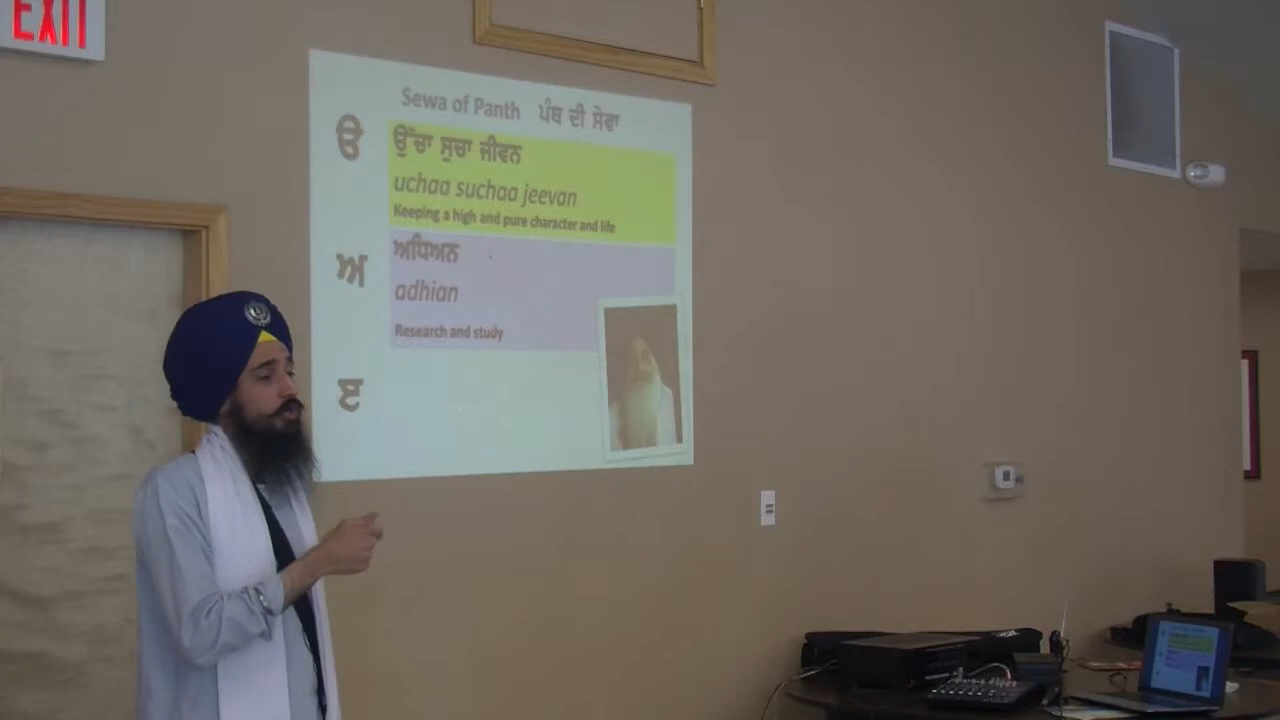 EXIT
Sewa of Panth ਪੰਥ ਦੀ ਸੇਵਾ
ੳ
ਉੱਚਾ ਸੁਚਾ ਜੀਵਨ
uchaa suchaa jeevan
Keeping a high and pure character and life
ਅ
ਅਧਿਅਨ
adhian
Research and study
ੲ